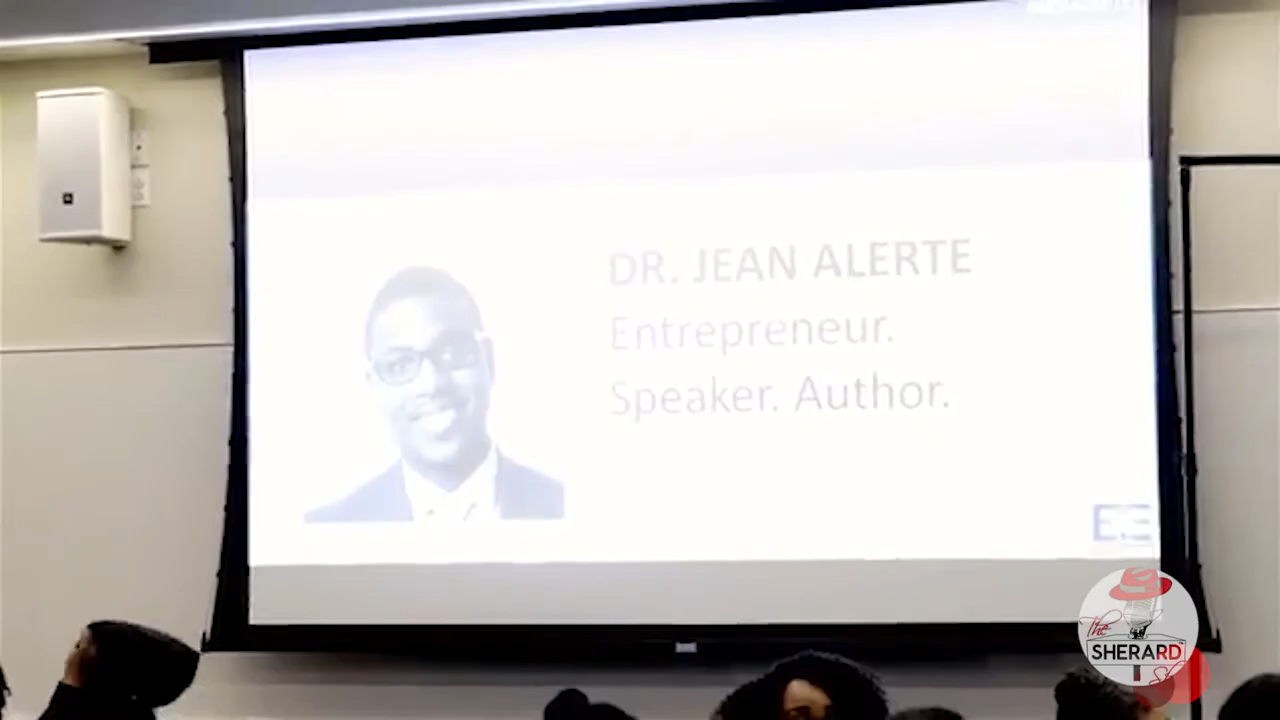 DR. JEAN ALERTE
Entrepreneur.
Speaker. Author.
The
SHERARD